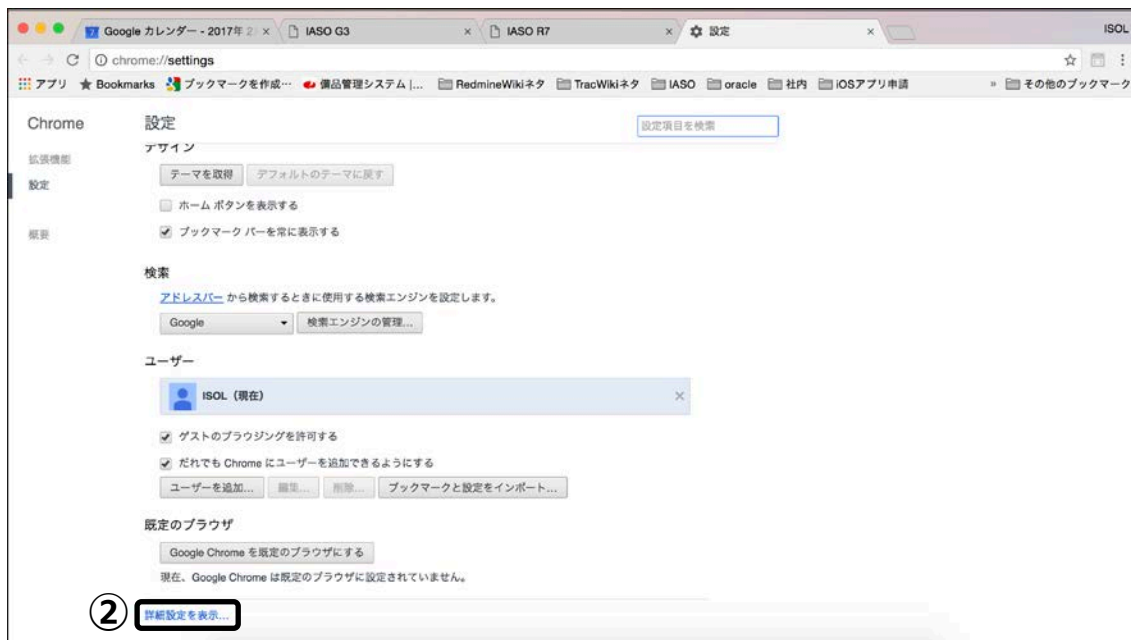 Google カレンダー - 2017年 2
IASO G3
IASO R7
設定
ISOL
chrome://settings
アプリ
Bookmarks
ブックマークを作成…
備品管理システム |...
RedmineWikiネタ
TracWikiネタ
IASO
oracle
社内
iOSアプリ申請
»
その他のブックマーク
Chrome
設定
設定項目を検索
拡張機能
設定
概要
デザイン
テーマを取得
デフォルトのテーマに戻す
ホーム ボタンを表示する
ブックマーク バーを常に表示する
検索
アドレスバー から検索するときに使用する検索エンジンを設定します。
Google
検索エンジンの管理...
ユーザー
ISOL（現在）
ゲストのブラウジングを許可する
だれでも Chrome にユーザーを追加できるようにする
ユーザーを追加...
編集...
削除...
ブックマークと設定をインポート...
既定のブラウザ
Google Chrome を既定のブラウザにする
現在、Google Chrome は既定のブラウザに設定されていません。
② 詳細設定を表示...